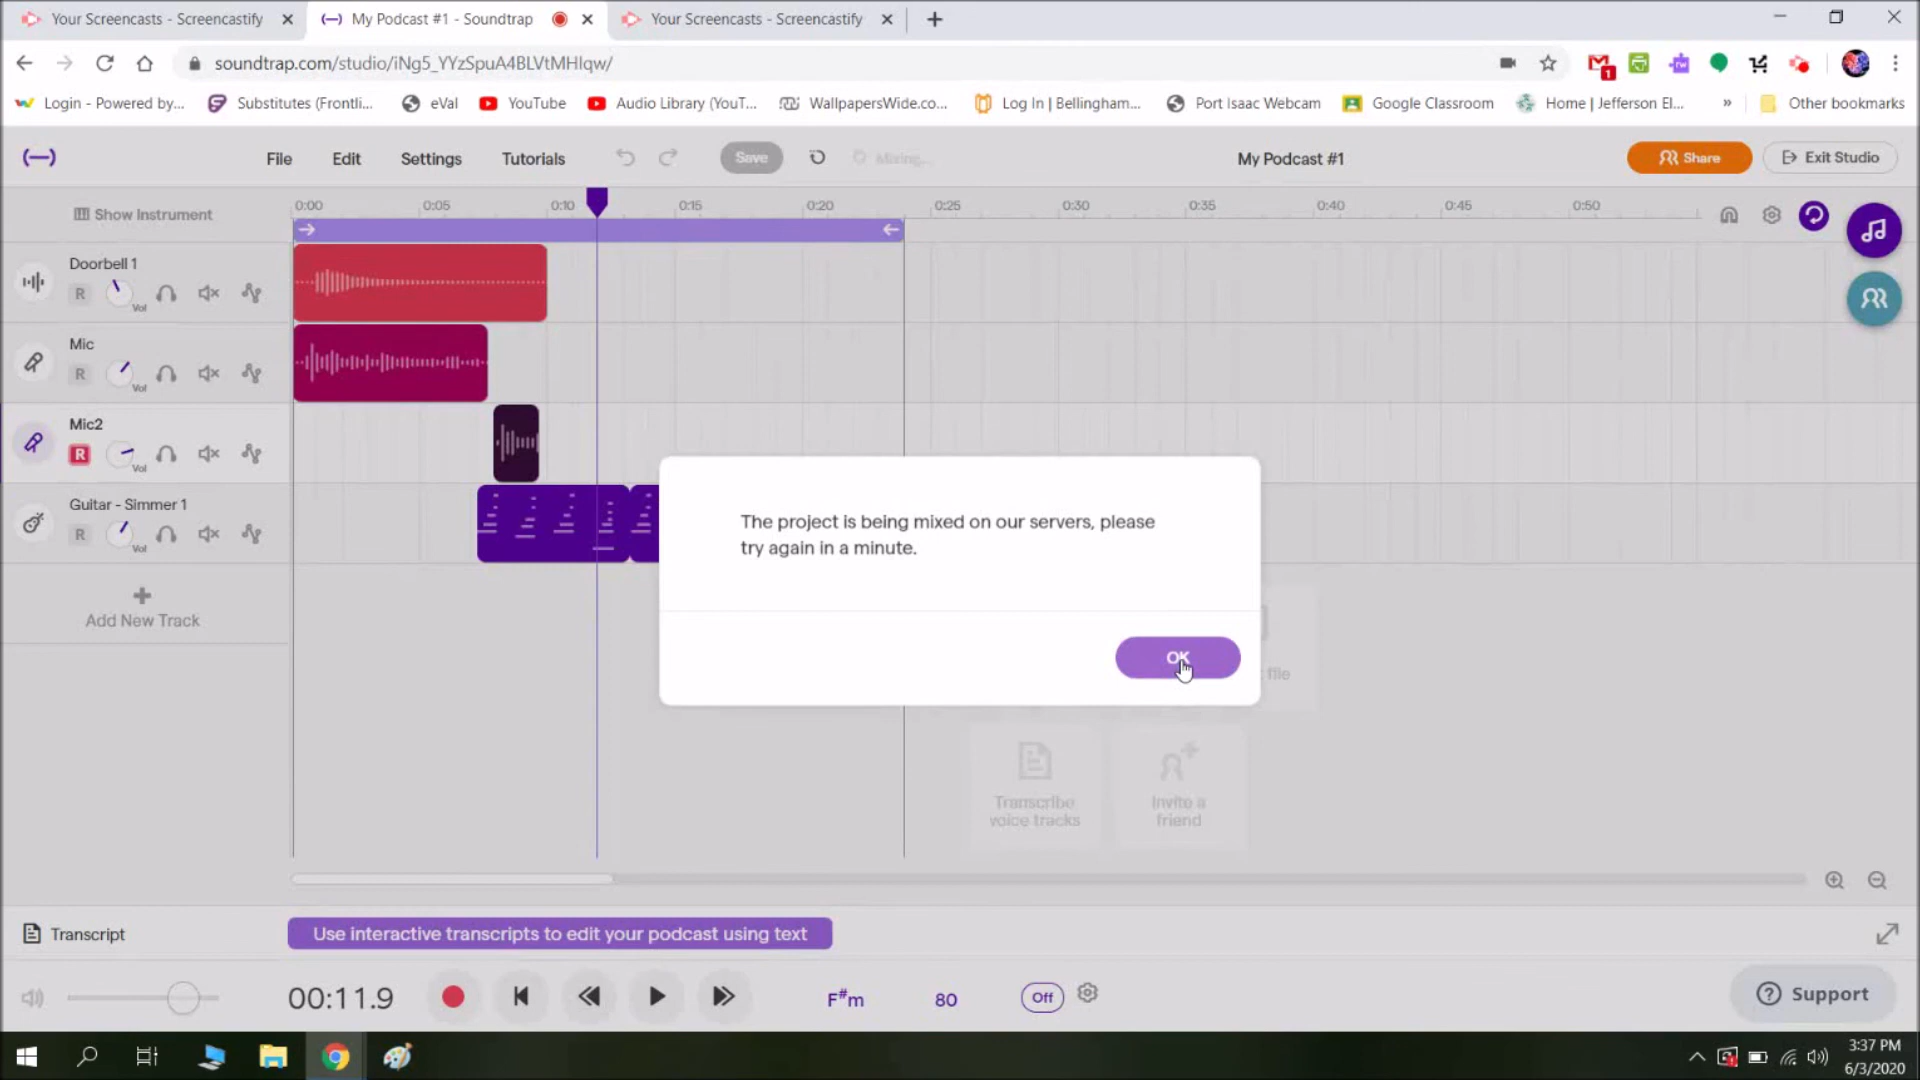 Your Screencasts - Screencastify
My Podcast #1 - Soundtrap
Your Screencasts - Screencastify
soundtrap.com/studio/iNg5_YYzSpuA4BLVtMHIqw/
1
Login - Powered by...
Substitutes (Frontli...
eVal
YouTube
Audio Library (YouT...
WallpapersWide.co...
Log In | Bellingham...
Port Isaac Webcam
Google Classroom
Home | Jefferson El...
»
Other bookmarks
File
Edit
Settings
Tutorials
Save
Mixing...
My Podcast #1
Share
Exit Studio
Show Instrument
0:00
0:05
0:10
0:15
0:20
0:25
0:30
0:35
0:40
0:45
0:50
Doorbell 1
R
Vol
Mic
R
Vol
Mic2
R
Vol
Guitar - Simmer 1
R
Vol
Add New Track
The project is being mixed on our servers, please
try again in a minute.
OK
file
Transcribe
voice tracks
Invite a
friend
Transcript
Use interactive transcripts to edit your podcast using text
00:11.9
F#m
80
Off
Support
3:37 PM
6/3/2020